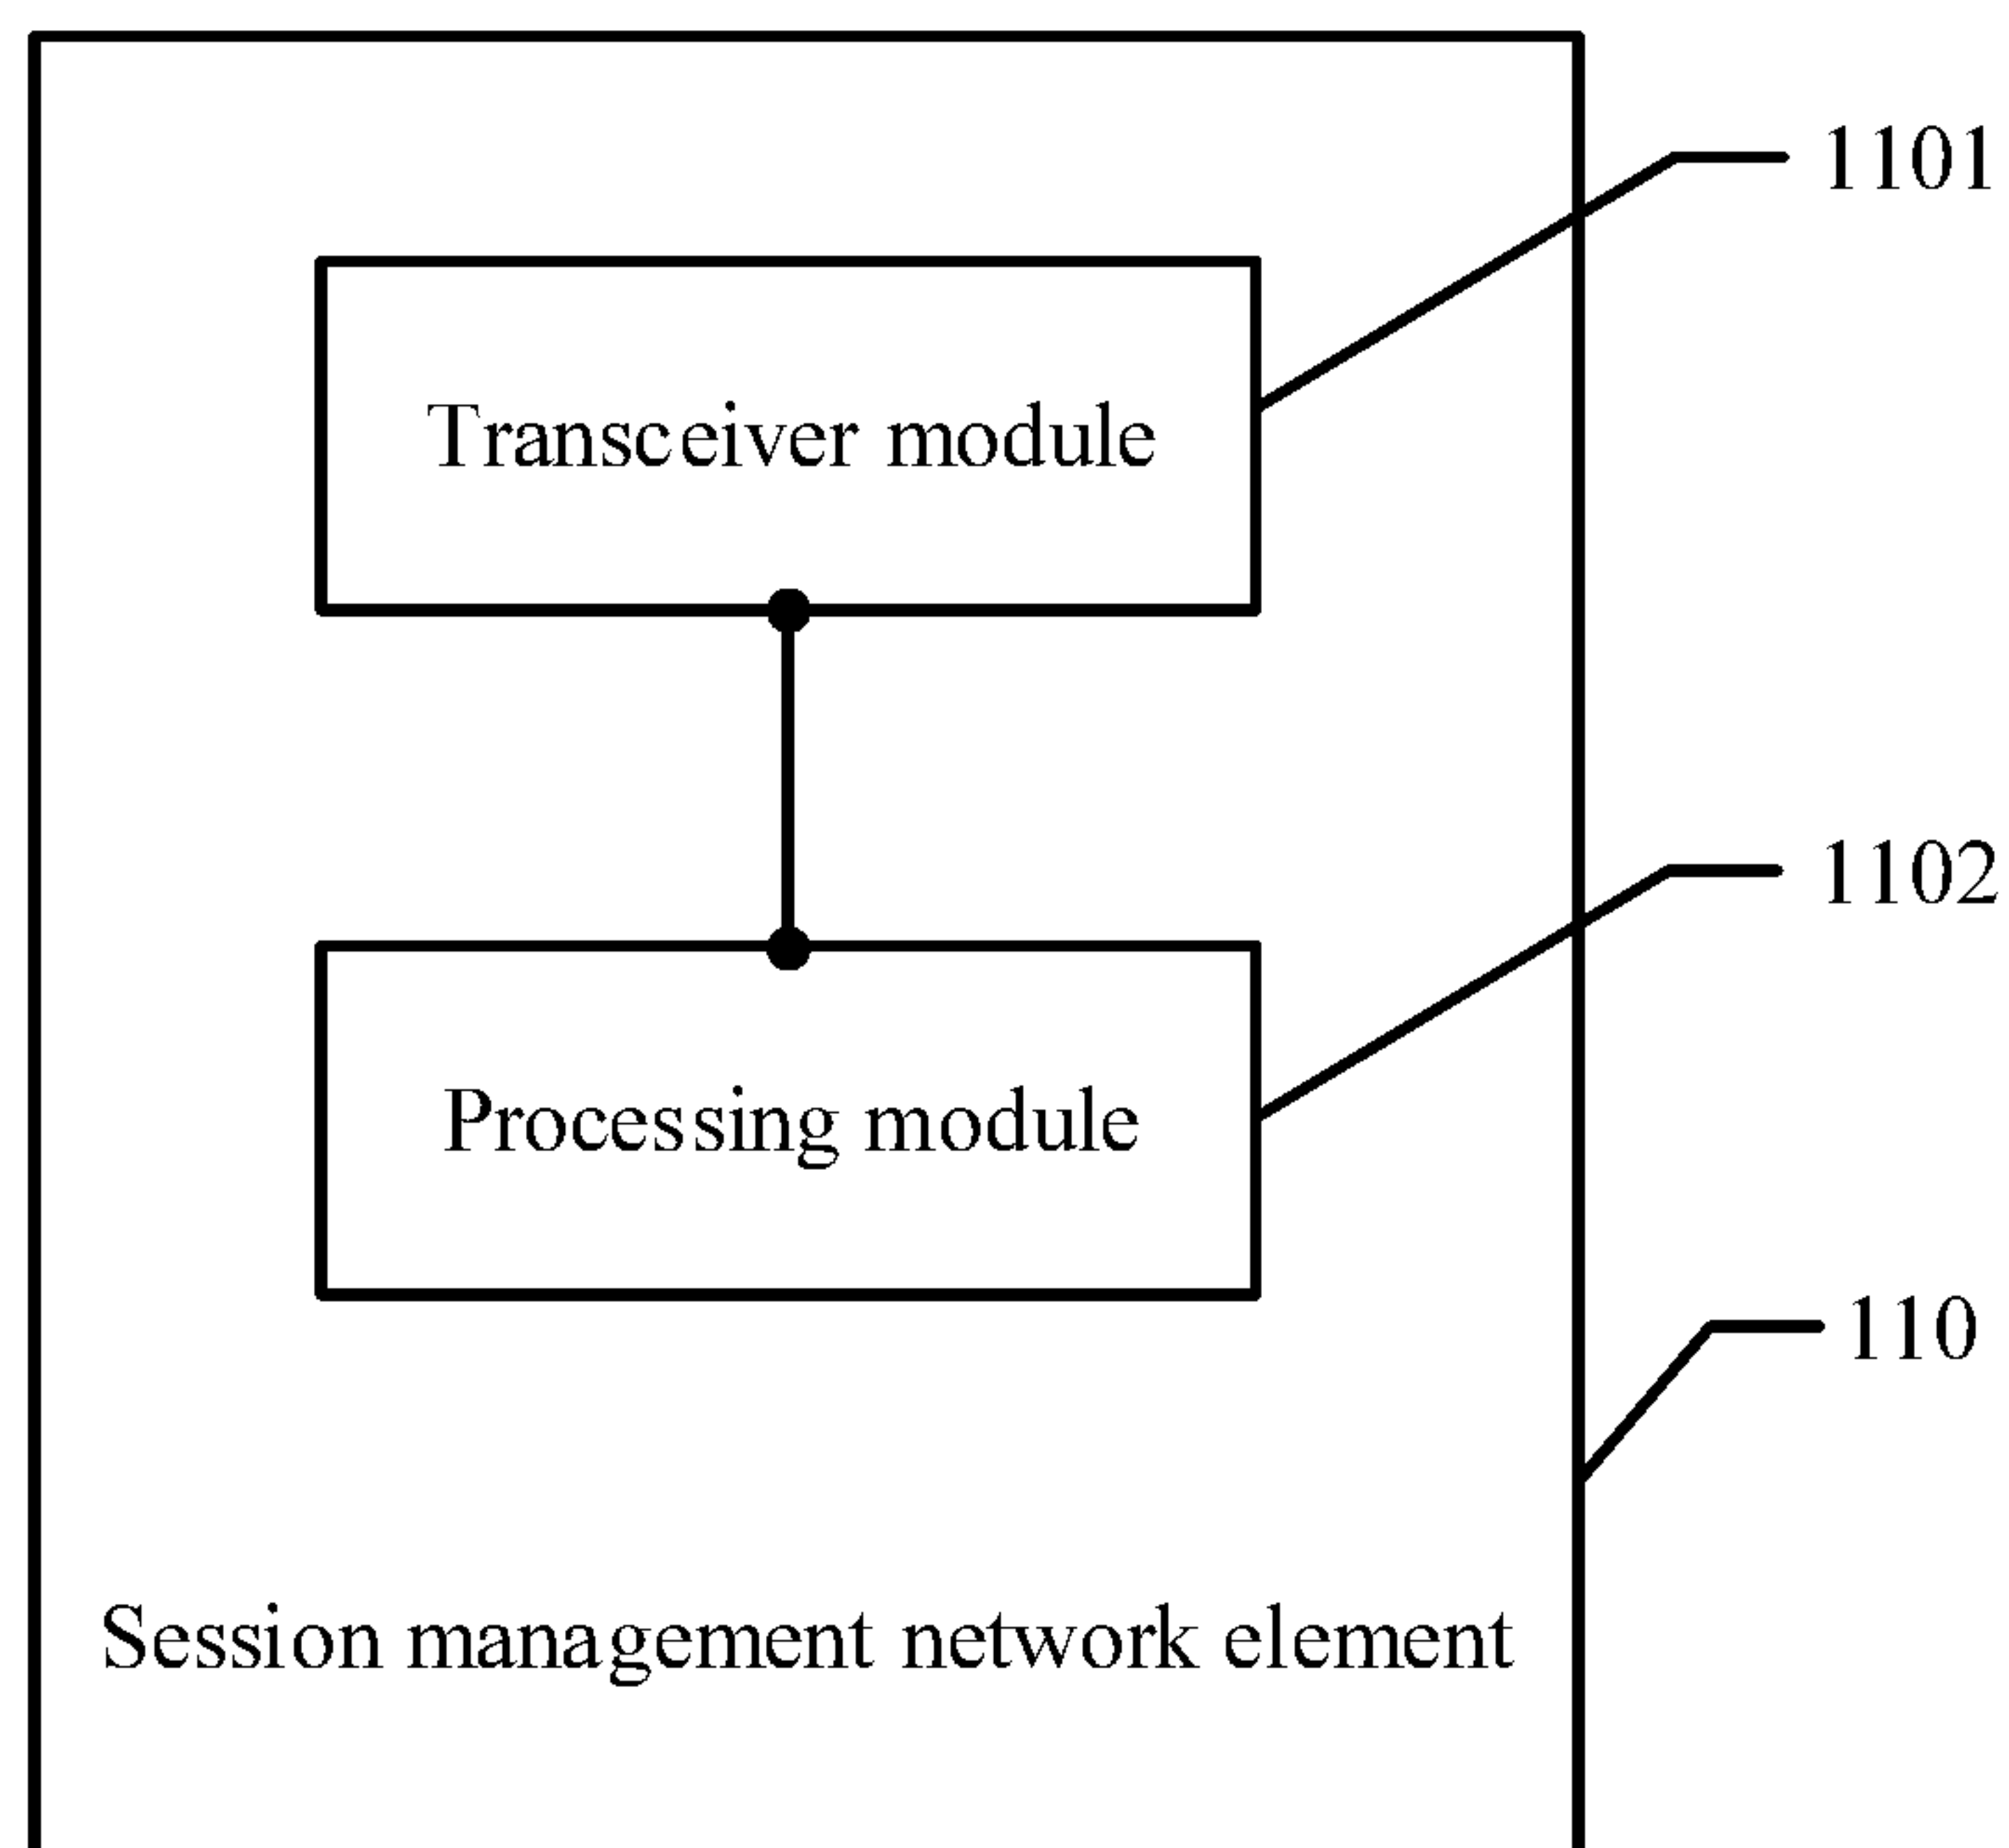 1101
Transceiver module
1102
Processing module
110
Session management network element